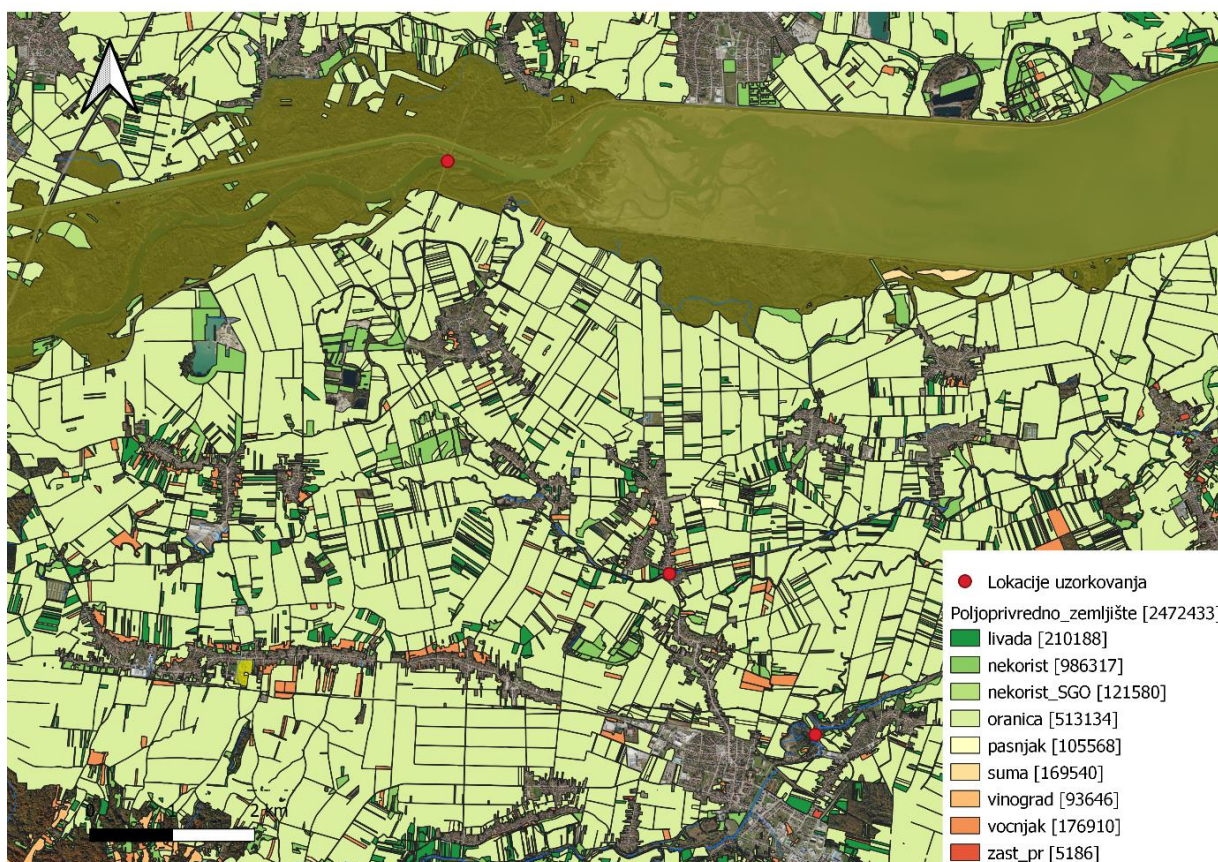 Lokacije uzorkovanja
Poljoprivredno_zemljište [2472433]
livada [210188]
nekorist [986317]
nekorist_SGO [121580]
oranica [513134]
pasnjak [105568]
suma [169540]
vinograd [93646]
vocnjak [176910]
zast_pr [5186]
2 km